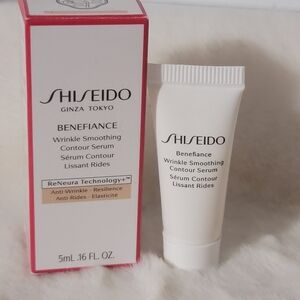 SHISEIDO
GINZA TOKYO
BENEFIANCE
Wrinkle Smoothing
Contour Serum
Sérum Contour
Lissant Rides
ReNeura Technology+™
Anti-Wrinkle · Resilience
Anti-Rides · Elasticité
5mL .16 FL. OZ.
SHISEIDO
Benefiance
Wrinkle Smoothing
Contour Serum
Sérum Contour
Lissant Rides